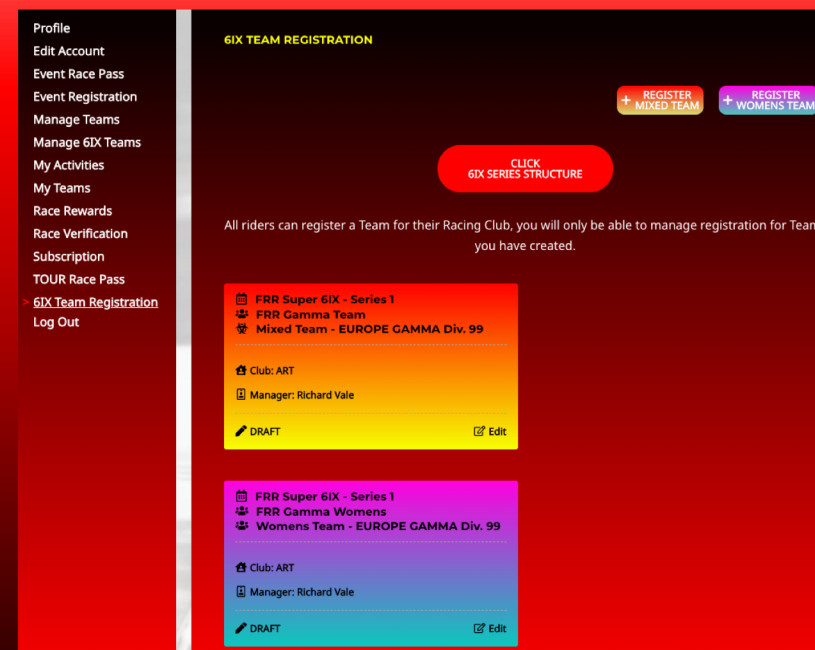 Profile
Edit Account
Event Race Pass
Event Registration
Manage Teams
Manage 6IX Teams
My Activities
My Teams
Race Rewards
Race Verification
Subscription
TOUR Race Pass
> 6IX Team Registration
Log Out
6IX TEAM REGISTRATION
+ REGISTER
MIXED TEAM
+ REGISTER
WOMENS TEAM
CLICK
6IX SERIES STRUCTURE
All riders can register a Team for their Racing Club, you will only be able to manage registration for Team
you have created.
FRR Super 6IX - Series 1
FRR Gamma Team
Mixed Team - EUROPE GAMMA Div. 99
Club: ART
Manager: Richard Vale
DRAFT
Edit
FRR Super 6IX - Series 1
FRR Gamma Womens
Womens Team - EUROPE GAMMA Div. 99
Club: ART
Manager: Richard Vale
DRAFT
Edit